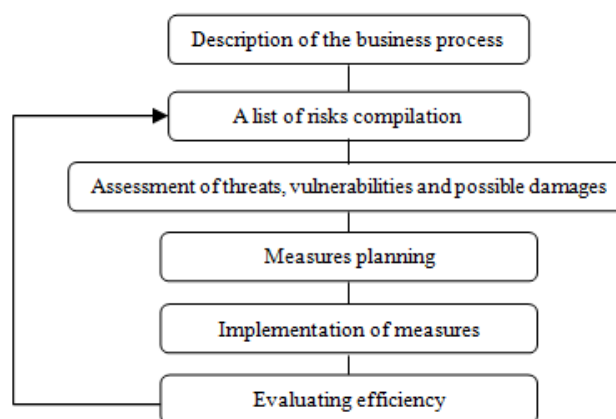 Description of the business process
A list of risks compilation
Assessment of threats, vulnerabilities and possible damages
Measures planning
Implementation of measures
Evaluating efficiency